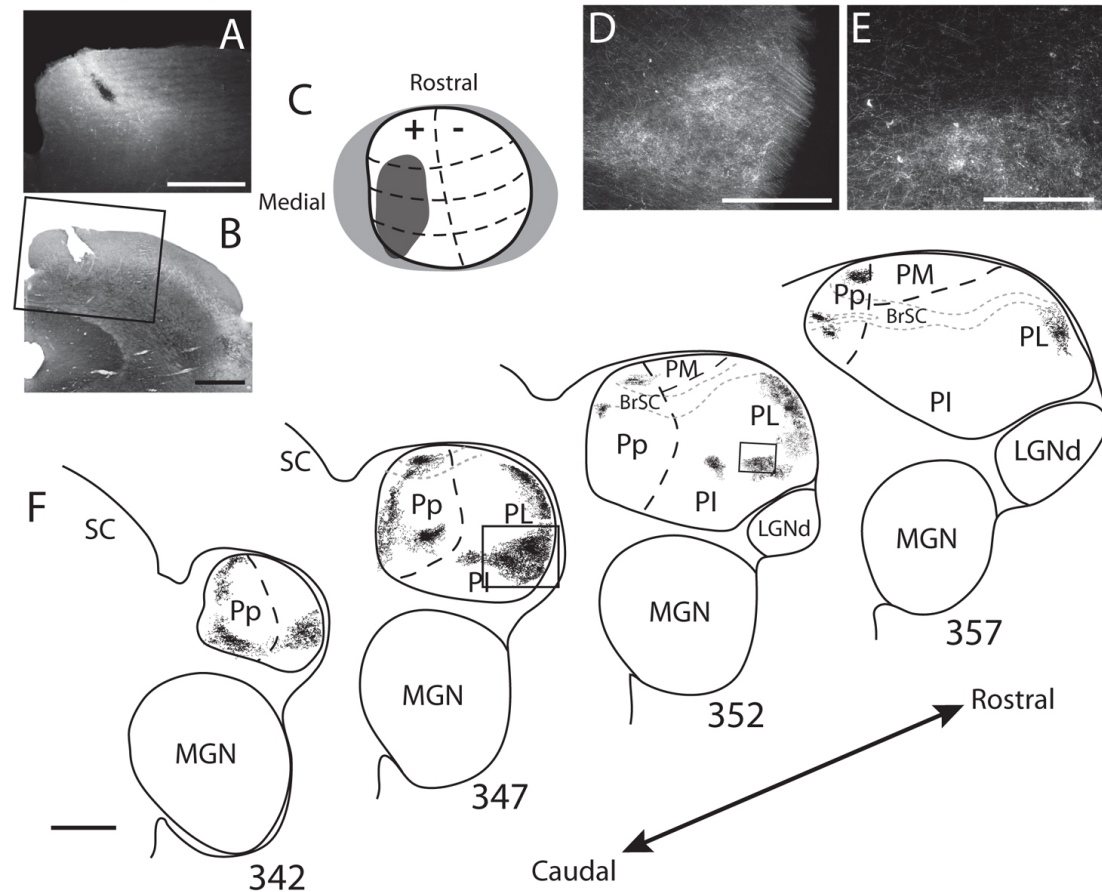 A
B
C
Rostral
+ -
Medial
D
E
F
SC
Pp
MGN
342
SC
Pp
PL
PI
MGN
347
PM
BrSC
Pp
PL
PI
LGNd
MGN
352
PM
Pp
BrSC
PL
PI
LGNd
MGN
357
Rostral
Caudal